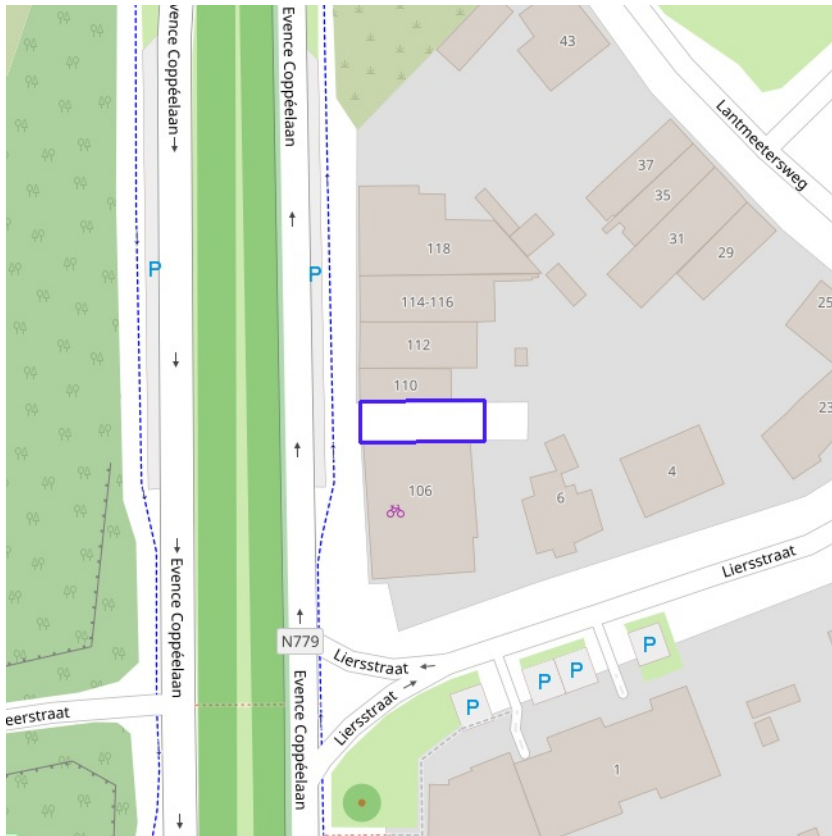 Evence Coppéelaan
Evence Coppéelaan
43
Lantmeetersweg
37
35
31
29
118
P
P
114-116
25
112
110
23
106
4
6
Liersstraat
Evence Coppéelaan
N779
Liersstraat
P
Evence Coppéelaan
P
P
P
Liersstraat
eerstraat
1